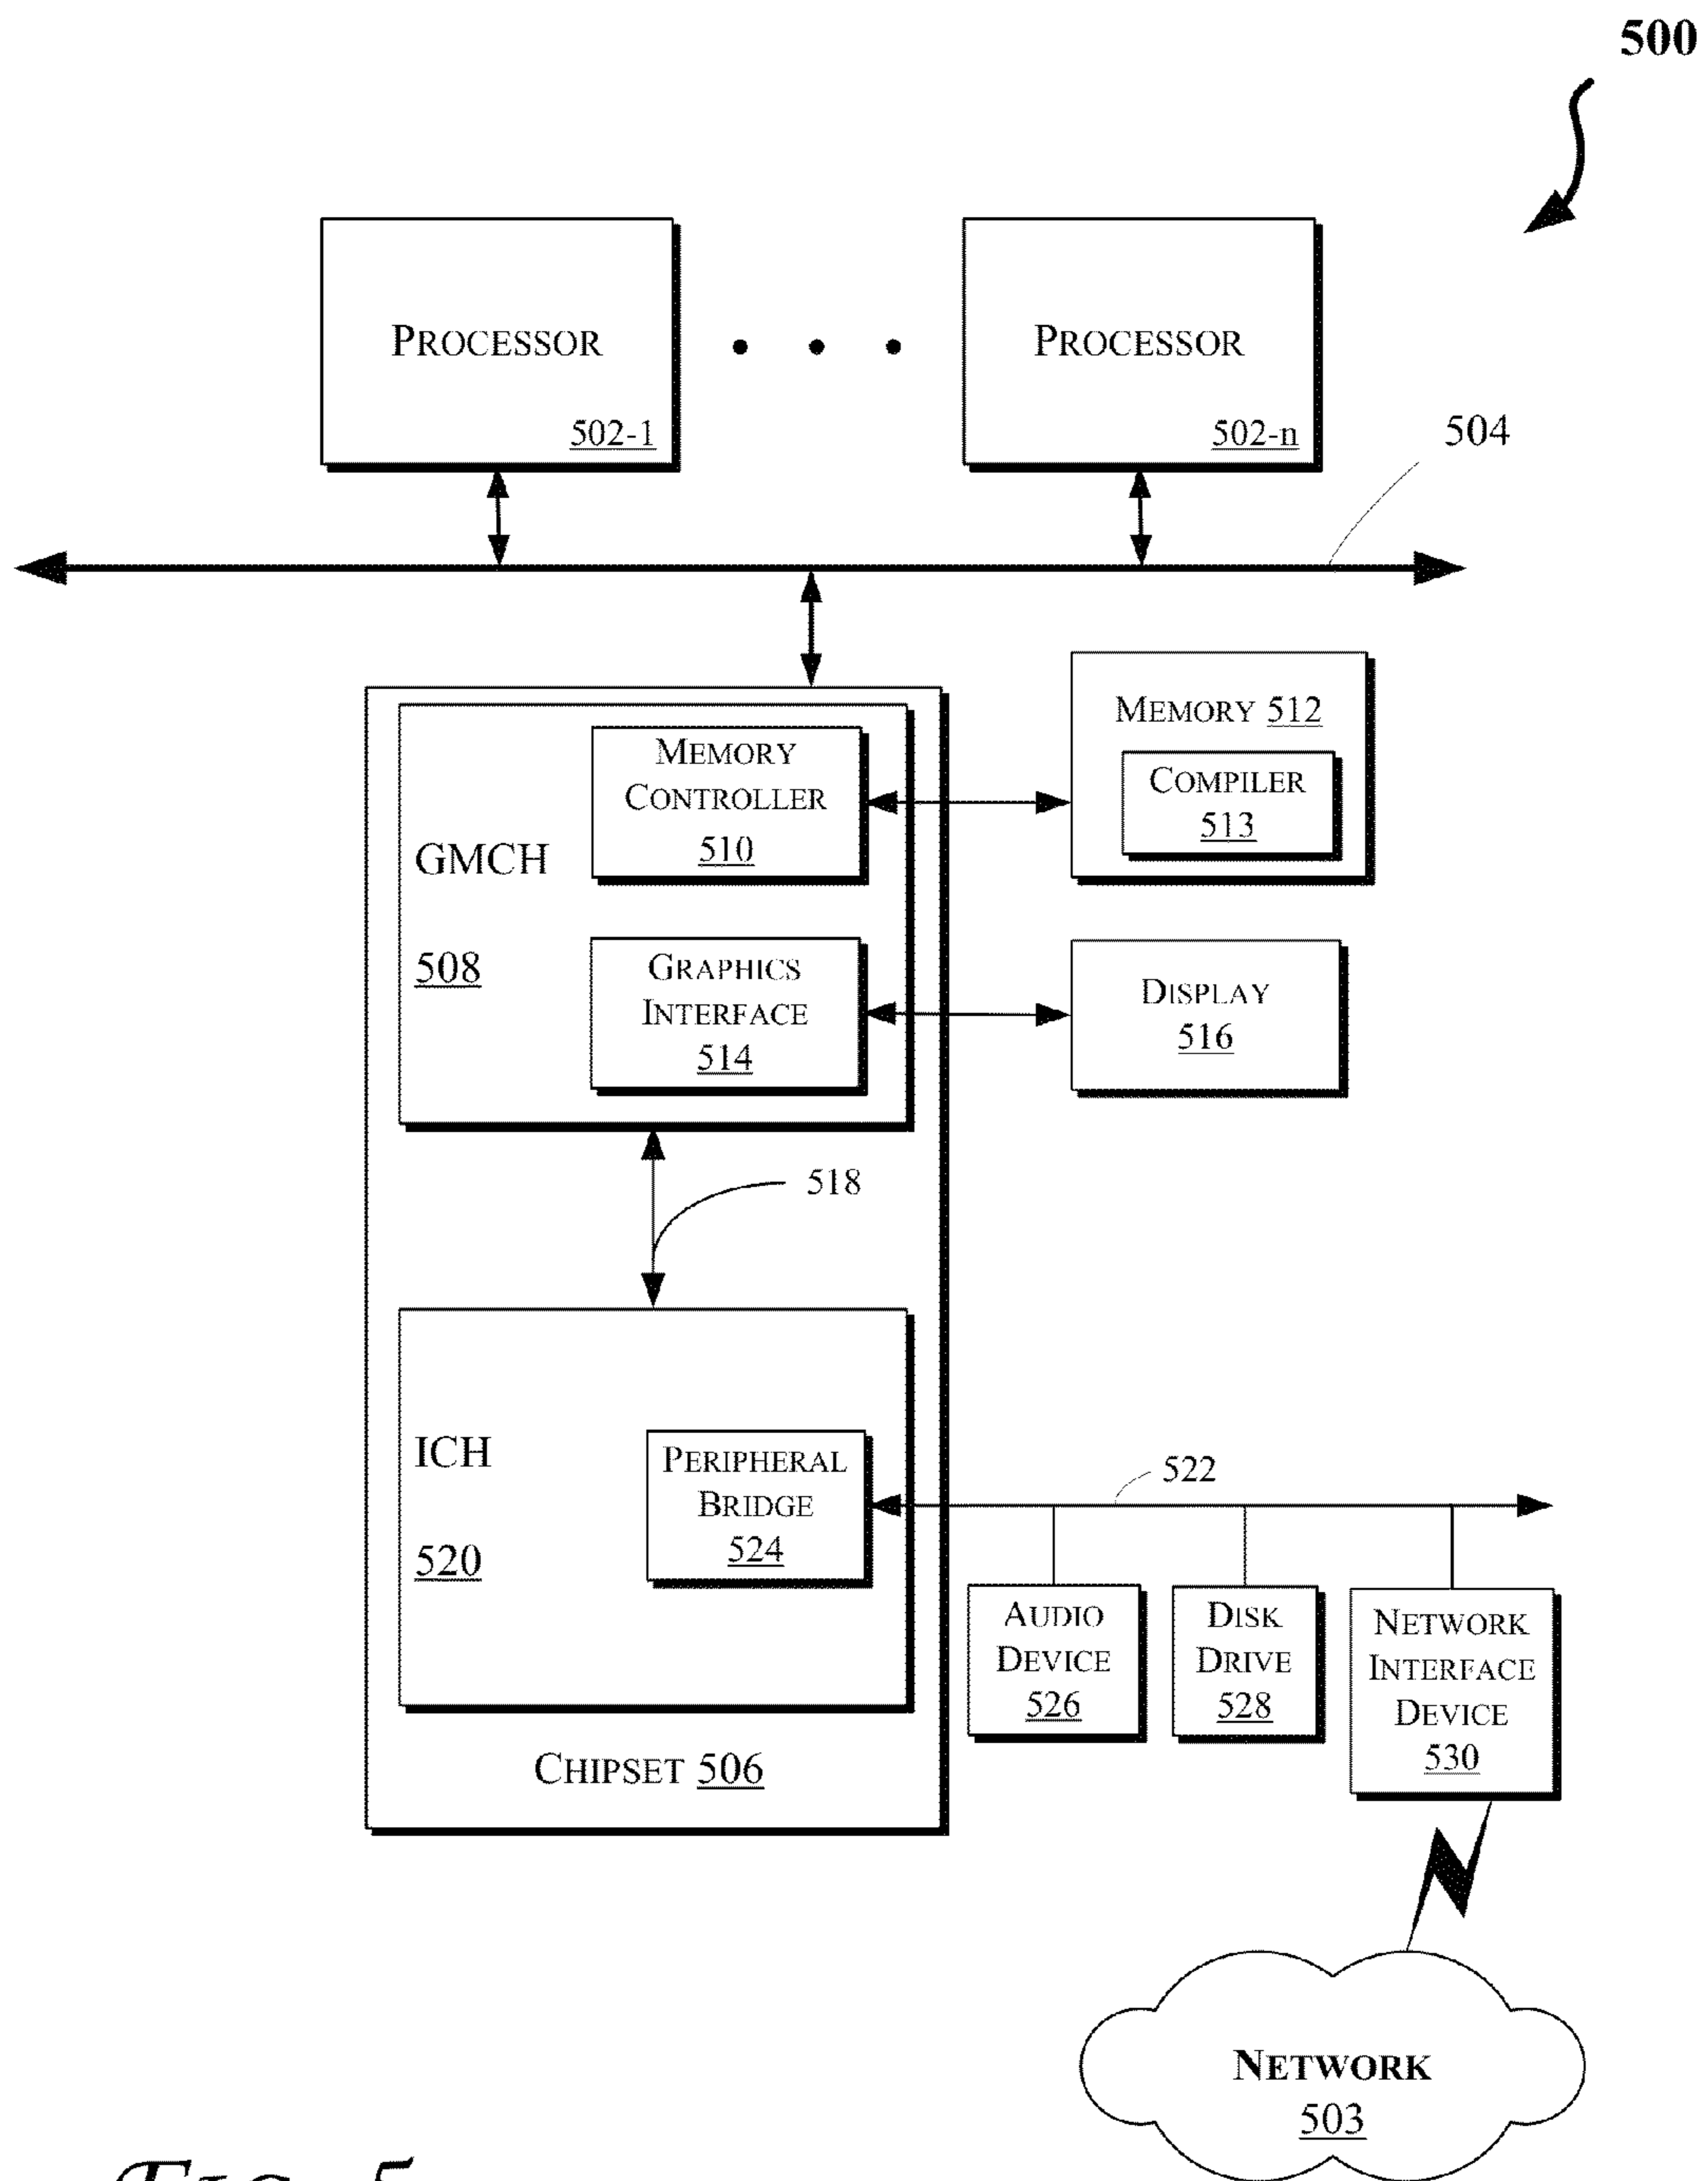 500
PROCESSOR
502-1
PROCESSOR
502-n
504
MEMORY
CONTROLLER
510
MEMORY 512
COMPILER
513
GMCH
508
GRAPHICS
INTERFACE
514
DISPLAY
516
518
ICH
520
PERIPHERAL
BRIDGE
524
522
AUDIO
DEVICE
526
DISK
DRIVE
528
NETWORK
INTERFACE
DEVICE
530
CHIPSET 506
NETWORK
503
FIG. 5